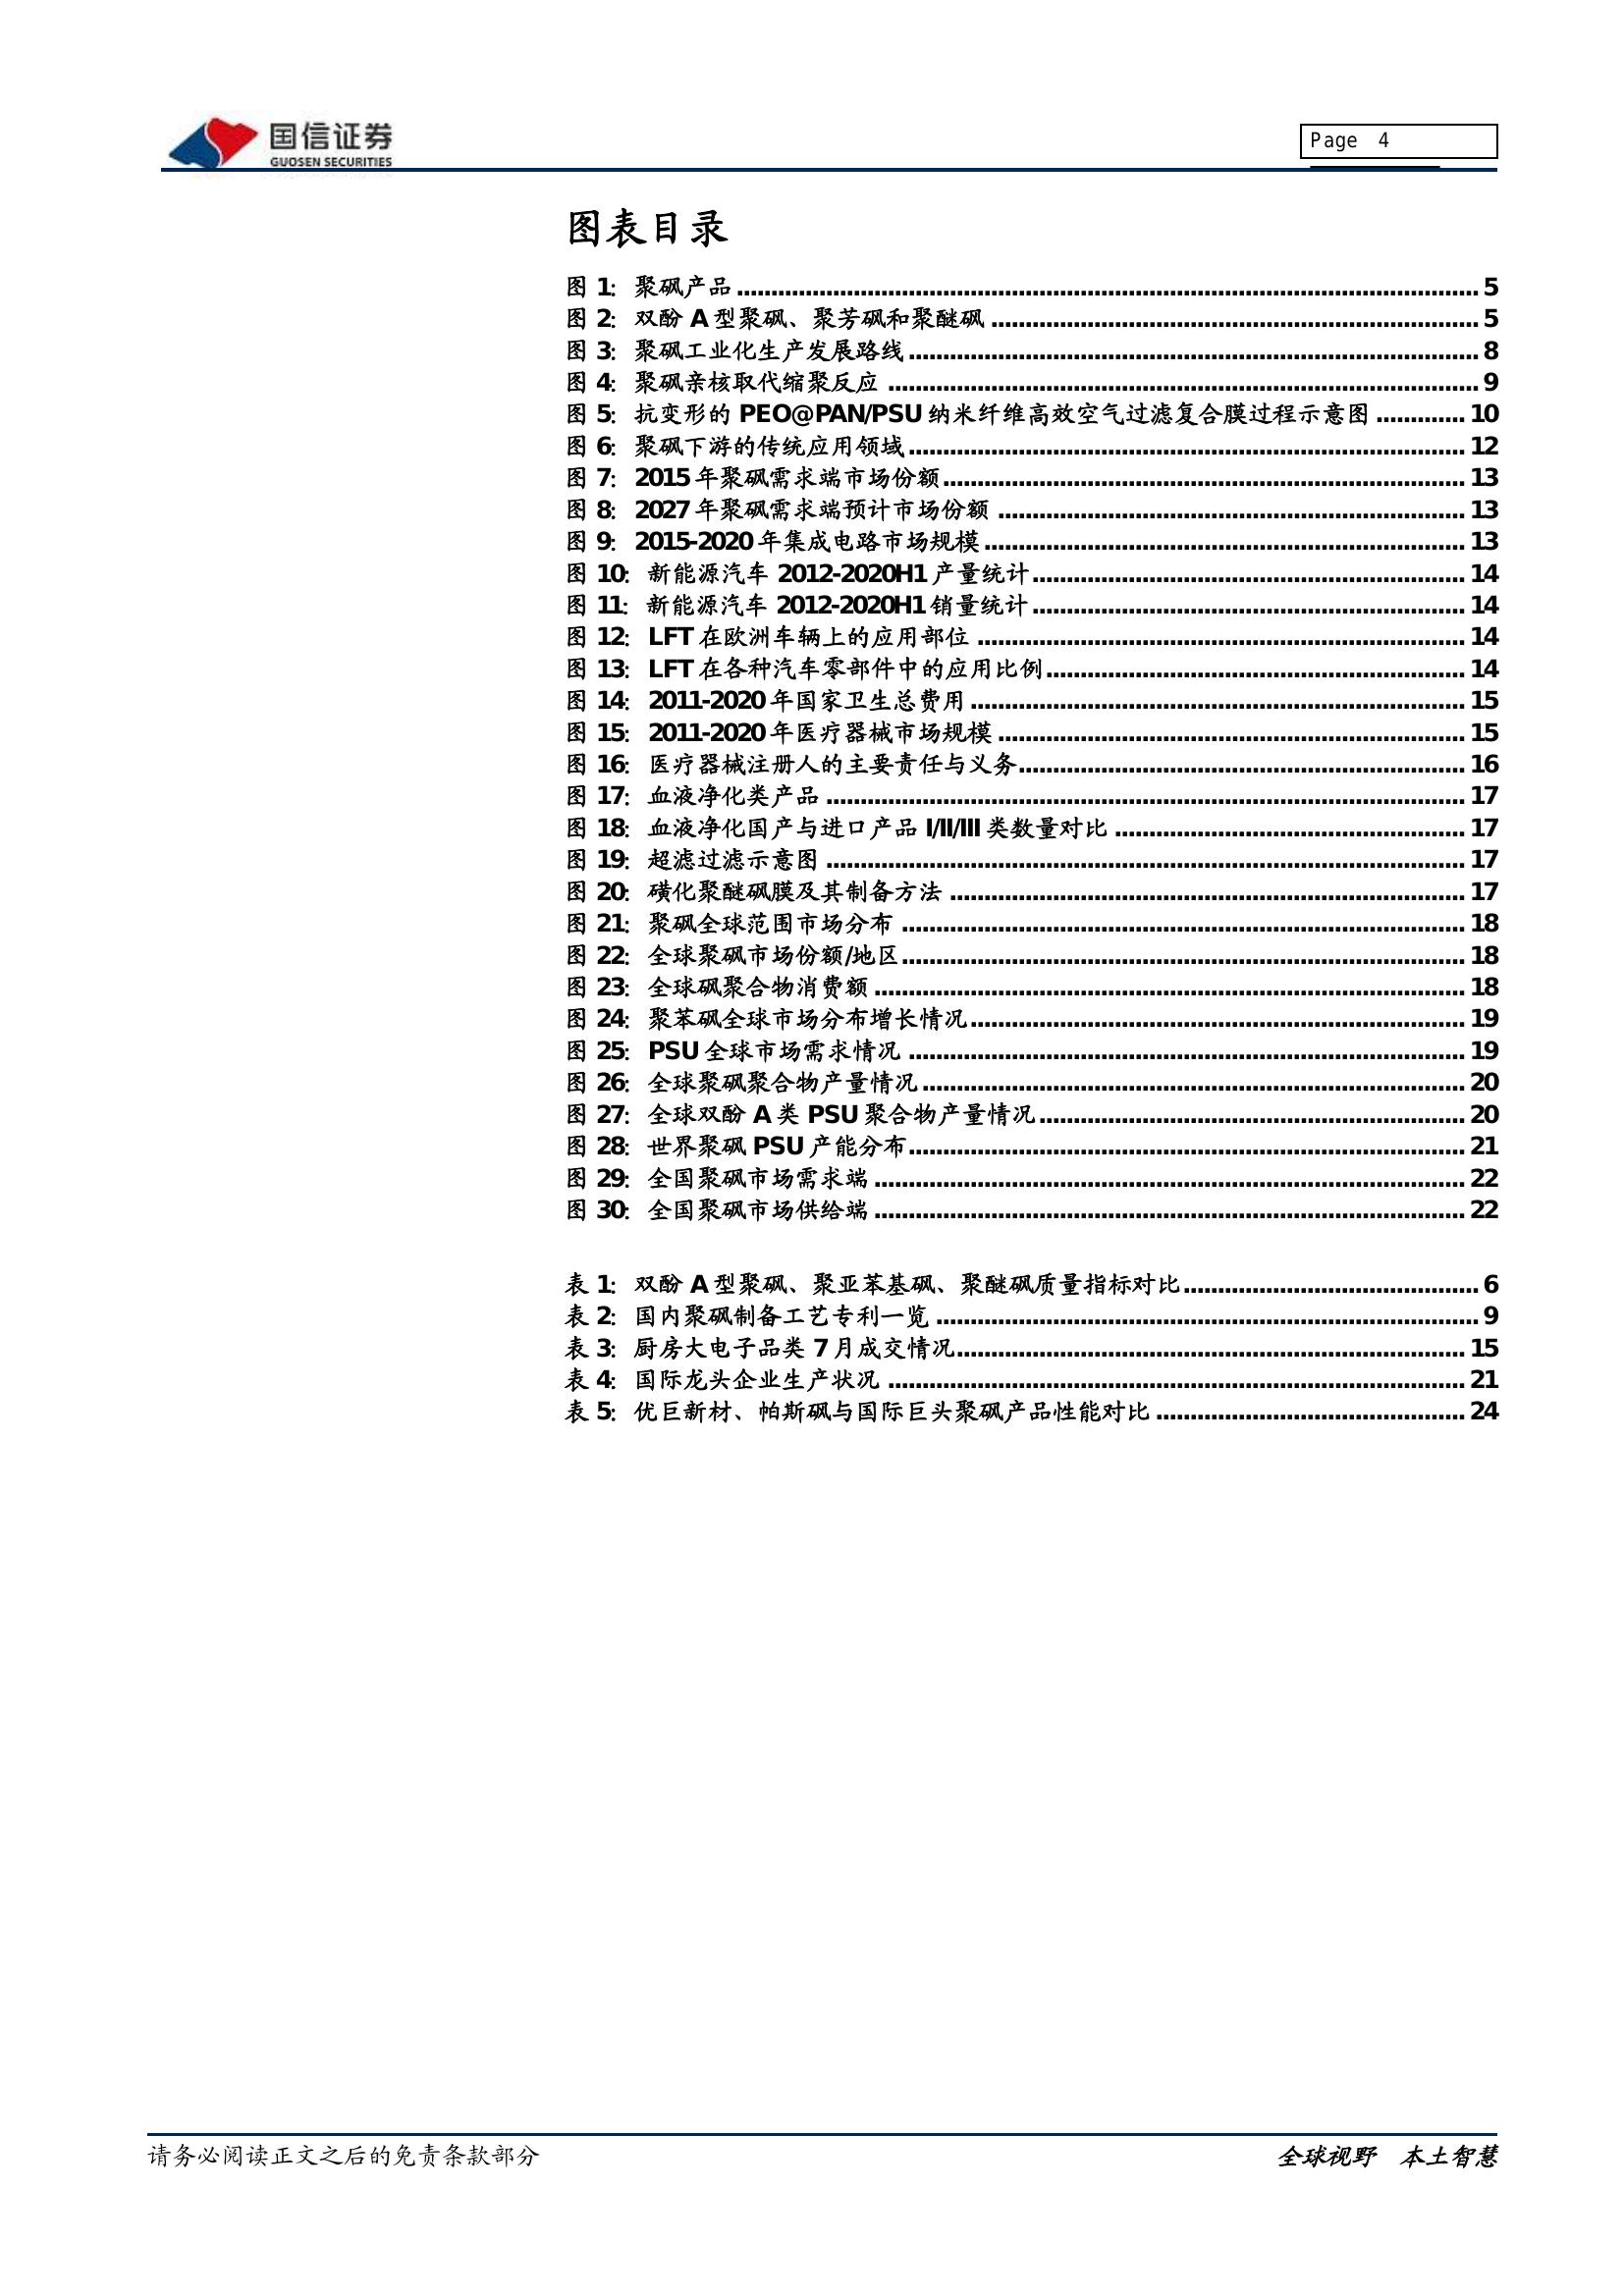 国信证券
GUOSEN SECURITIES
Page 4
图表目录
图 1: 聚砜产品 ........ 5
图 2: 双酚 A 型聚砜、聚芳砜和聚醚砜 ........ 5
图 3: 聚砜工业化生产发展路线 ........ 8
图 4: 聚砜亲核取代缩聚反应 ........ 9
图 5: 抗变形的 PEO@PAN/PSU 纳米纤维高效空气过滤复合膜过程示意图 ........ 10
图 6: 聚砜下游的传统应用领域 ........ 12
图 7: 2015 年聚砜需求端市场份额 ........ 13
图 8: 2027 年聚砜需求端预计市场份额 ........ 13
图 9: 2015-2020 年集成电路市场规模 ........ 13
图 10: 新能源汽车 2012-2020H1 产量统计 ........ 14
图 11: 新能源汽车 2012-2020H1 销量统计 ........ 14
图 12: LFT 在欧洲车辆上的应用部位 ........ 14
图 13: LFT 在各种汽车零部件中的应用比例 ........ 14
图 14: 2011-2020 年国家卫生总费用 ........ 15
图 15: 2011-2020 年医疗器械市场规模 ........ 15
图 16: 医疗器械注册人的主要责任与义务 ........ 16
图 17: 血液净化类产品 ........ 17
图 18: 血液净化国产与进口产品 I/II/III 类数量对比 ........ 17
图 19: 超滤过滤示意图 ........ 17
图 20: 磺化聚醚砜膜及其制备方法 ........ 17
图 21: 聚砜全球范围市场分布 ........ 18
图 22: 全球聚砜市场份额/地区 ........ 18
图 23: 全球砜聚合物消费额 ........ 18
图 24: 聚苯砜全球市场分布增长情况 ........ 19
图 25: PSU 全球市场需求情况 ........ 19
图 26: 全球聚砜聚合物产量情况 ........ 20
图 27: 全球双酚 A 类 PSU 聚合物产量情况 ........ 20
图 28: 世界聚砜 PSU 产能分布 ........ 21
图 29: 全国聚砜市场需求端 ........ 22
图 30: 全国聚砜市场供给端 ........ 22
表 1: 双酚 A 型聚砜、聚亚苯基砜、聚醚砜质量指标对比 ........ 6
表 2: 国内聚砜制备工艺专利一览 ........ 9
表 3: 厨房大电子品类 7 月成交情况 ........ 15
表 4: 国际龙头企业生产状况 ........ 21
表 5: 优巨新材、帕斯砜与国际巨头聚砜产品性能对比 ........ 24
请务必阅读正文之后的免责条款部分
全球视野 本土智慧